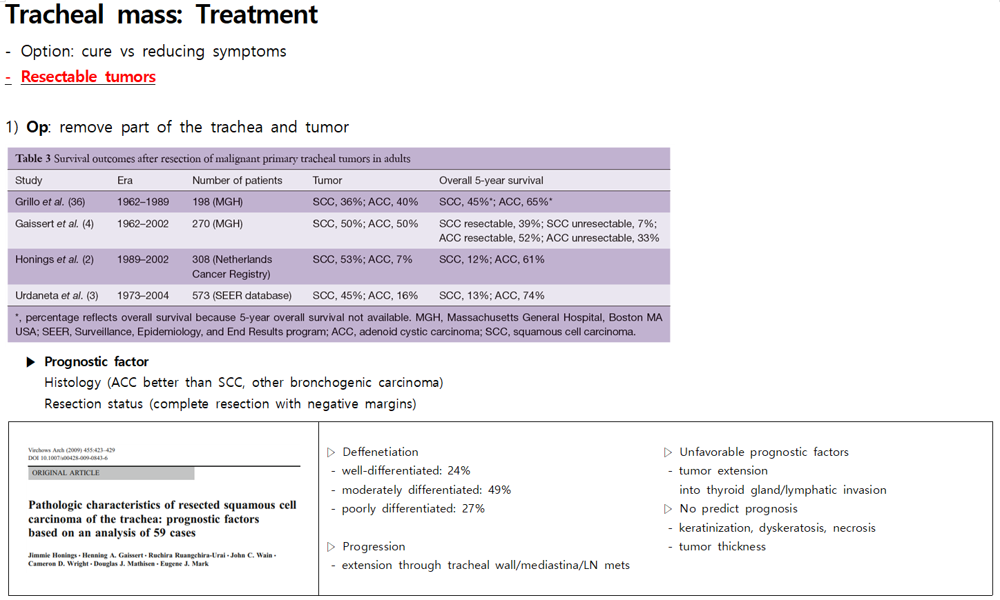 Tracheal mass: Treatment
- Option: cure vs reducing symptoms
- Resectable tumors
1) Op: remove part of the trachea and tumor
Table 3 Survival outcomes after resection of malignant primary tracheal tumors in adults
Study Era Number of patients Tumor Overall 5-year survival
Grillo et al. (36) 1962–1989 198 (MGH) SCC, 36%; ACC, 40% SCC, 45%*; ACC, 65%*
Gaissert et al. (4) 1962–2002 270 (MGH) SCC, 50%; ACC, 50% SCC resectable, 39%; SCC unresectable, 7%;
ACC resectable, 52%; ACC unresectable, 33%
Honings et al. (2) 1989–2002 308 (Netherlands SCC, 53%; ACC, 7% SCC, 12%; ACC, 61%
Cancer Registry)
Urdaneta et al. (3) 1973–2004 573 (SEER database) SCC, 45%; ACC, 16% SCC, 13%; ACC, 74%
*, percentage reflects overall survival because 5-year overall survival not available. MGH, Massachusetts General Hospital, Boston MA
USA; SEER, Surveillance, Epidemiology, and End Results program; ACC, adenoid cystic carcinoma; SCC, squamous cell carcinoma.
▶ Prognostic factor
Histology (ACC better than SCC, other bronchogenic carcinoma)
Resection status (complete resection with negative margins)
Virchows Arch (2009) 455:423–429
DOI 10.1007/s00428-009-0843-6
ORIGINAL ARTICLE
Pathologic characteristics of resected squamous cell
carcinoma of the trachea: prognostic factors
based on an analysis of 59 cases
Jimmie Honings · Henning A. Gaissert · Ruchira Ruangchira-Urai · John C. Wain ·
Cameron D. Wright · Douglas J. Mathisen · Eugene J. Mark
▷ Deffenetiation
- well-differentiated: 24%
- moderately differentiated: 49%
- poorly differentiated: 27%
▷ Progression
- extension through tracheal wall/mediastina/LN mets
▷ Unfavorable prognostic factors
- tumor extension
into thyroid gland/lymphatic invasion
▷ No predict prognosis
- keratinization, dyskeratosis, necrosis
- tumor thickness